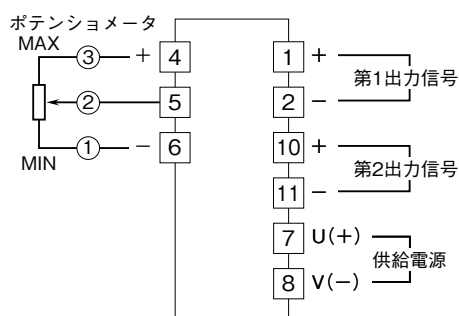 ポテンショメータ
MAX
③ + 4
② 5
① − 6
MIN
1 +
第1出力信号
2 −
10 +
第2出力信号
11 −
7 U(+)
供給電源
8 V(−)